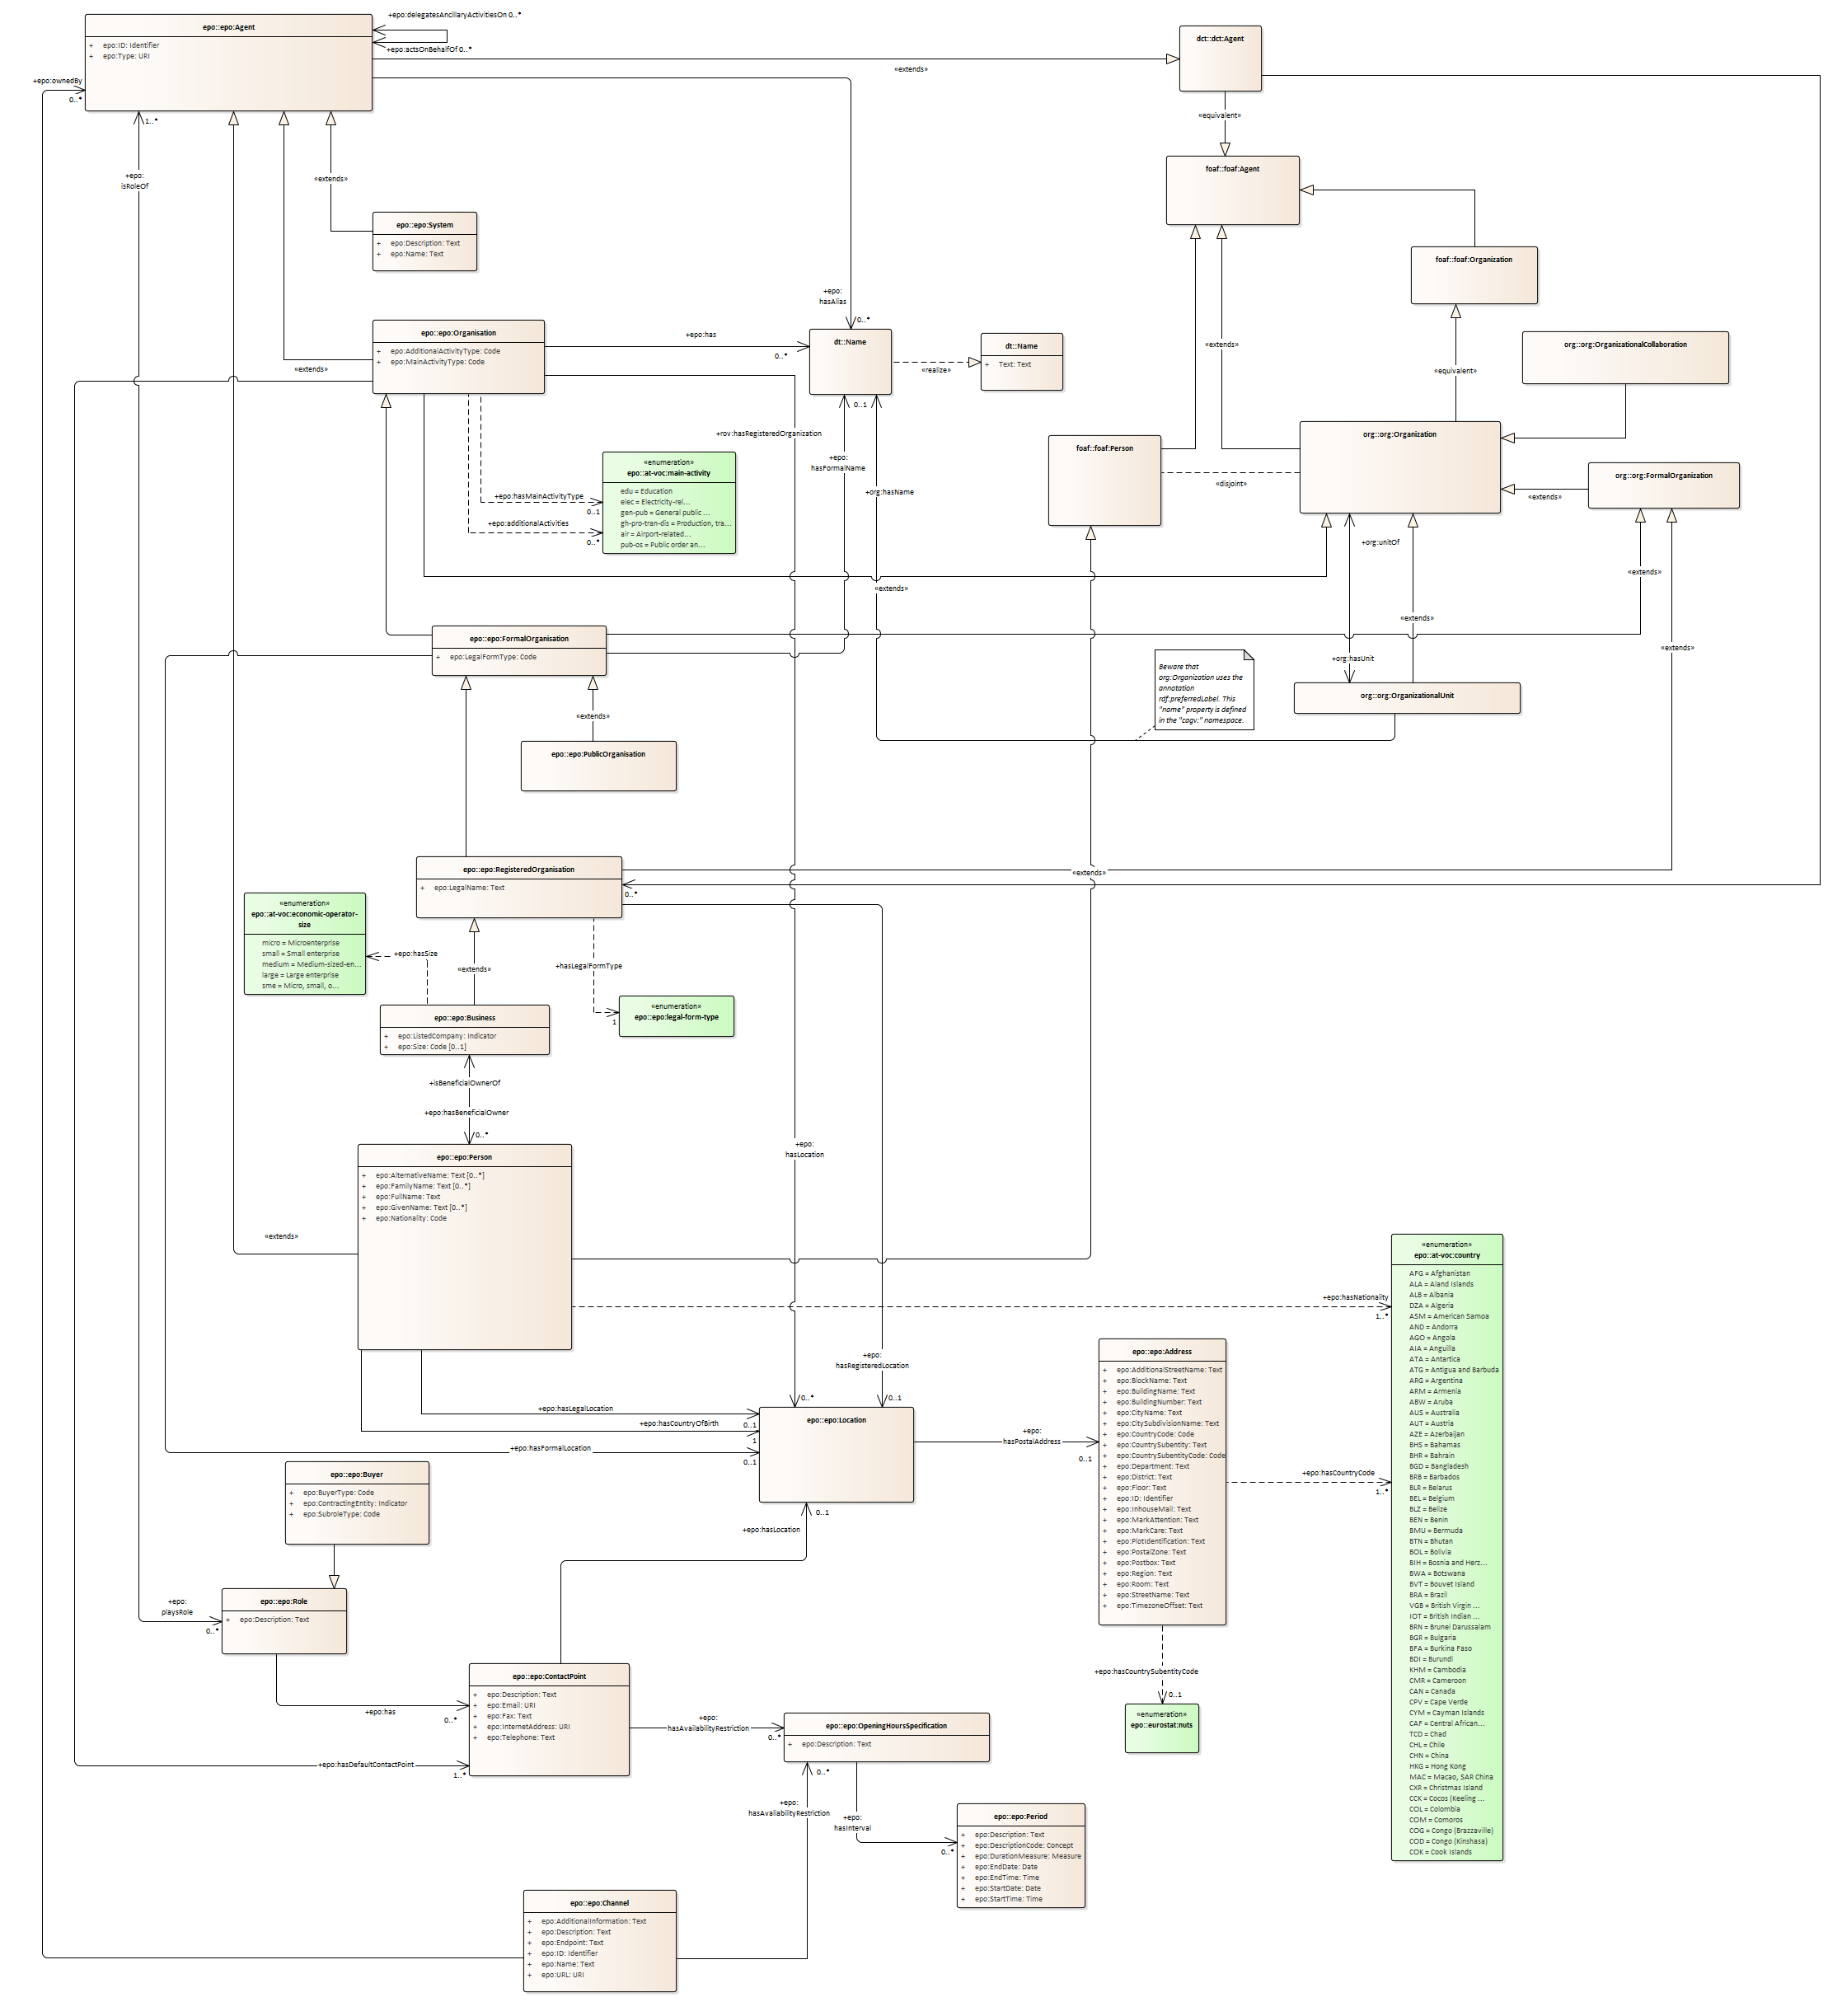 +epo:delegatesAncillaryActivitiesOn 0..*
epo::epo:Agent
+ epo:ID: Identifier
+ epo:Type: URI
+epo:actsOnBehalfOf 0..*
dct::dct:Agent
«extends»
+epo:ownedBy
0..*
1..*
«equivalent»
+epo:
isRoleOf
«extends»
foaf::foaf:Agent
epo::epo:System
+ epo:Description: Text
+ epo:Name: Text
foaf::foaf:Organization
+epo:
hasAlias
0..*
epo::epo:Organisation
+ epo:AdditionalActivityType: Code
+ epo:MainActivityType: Code
+epo:has
0..*
dt::Name
dt::Name
+ Text: Text
«realize»
«extends»
org::org:OrganizationalCollaboration
«extends»
«equivalent»
0..1
+rov:hasRegisteredOrganization
+epo:
hasFormalName
foaf::foaf:Person
org::org:Organization
«enumeration»
epo::at-voc:main-activity
edu = Education
elec = Electricity-rel...
gen-pub = General public ...
gh-pro-tran-dis = Production, tra...
air = Airport-related...
pub-os = Public order an...
+epo:hasMainActivityType
0..1
+epo:additionalActivities
0..*
+org:hasName
«disjoint»
org::org:FormalOrganization
«extends»
+org:unitOf
«extends»
«extends»
«extends»
«extends»
epo::epo:FormalOrganisation
+ epo:LegalFormType: Code
«extends»
+org:hasUnit
Beware that
org:Organization uses the
annotation
rdf:preferredLabel. This
"name" property is defined
in the "cagv:" namespace.
org::org:OrganizationalUnit
«extends»
epo::epo:PublicOrganisation
epo::epo:RegisteredOrganisation
+ epo:LegalName: Text
«extends»
0..*
«enumeration»
epo::at-voc:economic-operator-
size
micro = Microenterprise
small = Small enterprise
medium = Medium-sized-en...
large = Large enterprise
sme = Micro, small, o...
+epo:hasSize
«extends»
+hasLegalFormType
1
«enumeration»
epo::epo:legal-form-type
epo::epo:Business
+ epo:ListedCompany: Indicator
+ epo:Size: Code [0..1]
+isBeneficialOwnerOf
+epo:hasBeneficialOwner
0..*
epo::epo:Person
+ epo:AlternativeName: Text [0..*]
+ epo:FamilyName: Text [0..*]
+ epo:FullName: Text
+ epo:GivenName: Text [0..*]
+ epo:Nationality: Code
«extends»
+epo:
hasLocation
0..*
+epo:hasNationality
1..*
+epo:
hasRegisteredLocation
0..1
+epo:hasLegalLocation
0..1
+epo:hasCountryOfBirth
1
+epo:hasFormalLocation
0..1
epo::epo:Location
+epo:
hasPostalAddress
0..1
epo::epo:Address
+ epo:AdditionalStreetName: Text
+ epo:BlockName: Text
+ epo:BuildingName: Text
+ epo:BuildingNumber: Text
+ epo:CityName: Text
+ epo:CitySubdivisionName: Text
+ epo:CountryCode: Code
+ epo:CountrySubentity: Text
+ epo:CountrySubentityCode: Code
+ epo:Department: Text
+ epo:District: Text
+ epo:Floor: Text
+ epo:ID: Identifier
+ epo:InhouseMail: Text
+ epo:MarkAttention: Text
+ epo:MarkCare: Text
+ epo:PlotIdentification: Text
+ epo:PostalZone: Text
+ epo:Postbox: Text
+ epo:Region: Text
+ epo:Room: Text
+ epo:StreetName: Text
+ epo:TimezoneOffset: Text
+epo:hasCountryCode
1..*
«enumeration»
epo::at-voc:country
AFG = Afghanistan
ALA = Aland Islands
ALB = Albania
DZA = Algeria
ASM = American Samoa
AND = Andorra
AGO = Angola
AIA = Anguilla
ATA = Antartica
ATG = Antigua and Barbuda
ARG = Argentina
ARM = Armenia
ABW = Aruba
AUS = Australia
AUT = Austria
AZE = Azerbaijan
BHS = Bahamas
BHR = Bahrain
BGD = Bangladesh
BRB = Barbados
BLR = Belarus
BEL = Belgium
BLZ = Belize
BEN = Benin
BMU = Bermuda
BTN = Bhutan
BOL = Bolivia
BIH = Bosnia and Herz...
BWA = Botswana
BVT = Bouvet Island
BRA = Brazil
VGB = British Virgin ...
IOT = British Indian ...
BRN = Brunei Darussalam
BGR = Bulgaria
BFA = Burkina Faso
BDI = Burundi
KHM = Cambodia
CMR = Cameroon
CAN = Canada
CPV = Cape Verde
CYM = Cayman Islands
CAF = Central African...
TCD = Chad
CHL = Chile
CHN = China
HKG = Hong Kong
MAC = Macao, SAR China
CXR = Christmas Island
CCK = Cocos (Keeling ...
COL = Colombia
COM = Comoros
COG = Congo (Brazzaville)
COD = Congo (Kinshasa)
COK = Cook Islands
epo::epo:Buyer
+ epo:BuyerType: Code
+ epo:ContractingEntity: Indicator
+ epo:SubroleType: Code
0..1
+epo:hasLocation
epo::epo:Role
+ epo:Description: Text
+epo:
playsRole
0..*
+epo:has
0..*
epo::epo:ContactPoint
+ epo:Description: Text
+ epo:Email: URI
+ epo:Fax: Text
+ epo:InternetAddress: URI
+ epo:Telephone: Text
+epo:hasDefaultContactPoint
1..*
+epo:hasCountrySubentityCode
0..1
«enumeration»
epo::eurostat:nuts
+epo:
hasAvailabilityRestriction
0..*
epo::epo:OpeningHoursSpecification
+ epo:Description: Text
0..*
+epo:
hasAvaliabilityRestriction
+epo:
hasInterval
0..*
epo::epo:Period
+ epo:Description: Text
+ epo:DescriptionCode: Concept
+ epo:DurationMeasure: Measure
+ epo:EndDate: Date
+ epo:EndTime: Time
+ epo:StartDate: Date
+ epo:StartTime: Time
epo::epo:Channel
+ epo:AdditionalInformation: Text
+ epo:Description: Text
+ epo:Endpoint: Text
+ epo:ID: Identifier
+ epo:Name: Text
+ epo:URL: URI